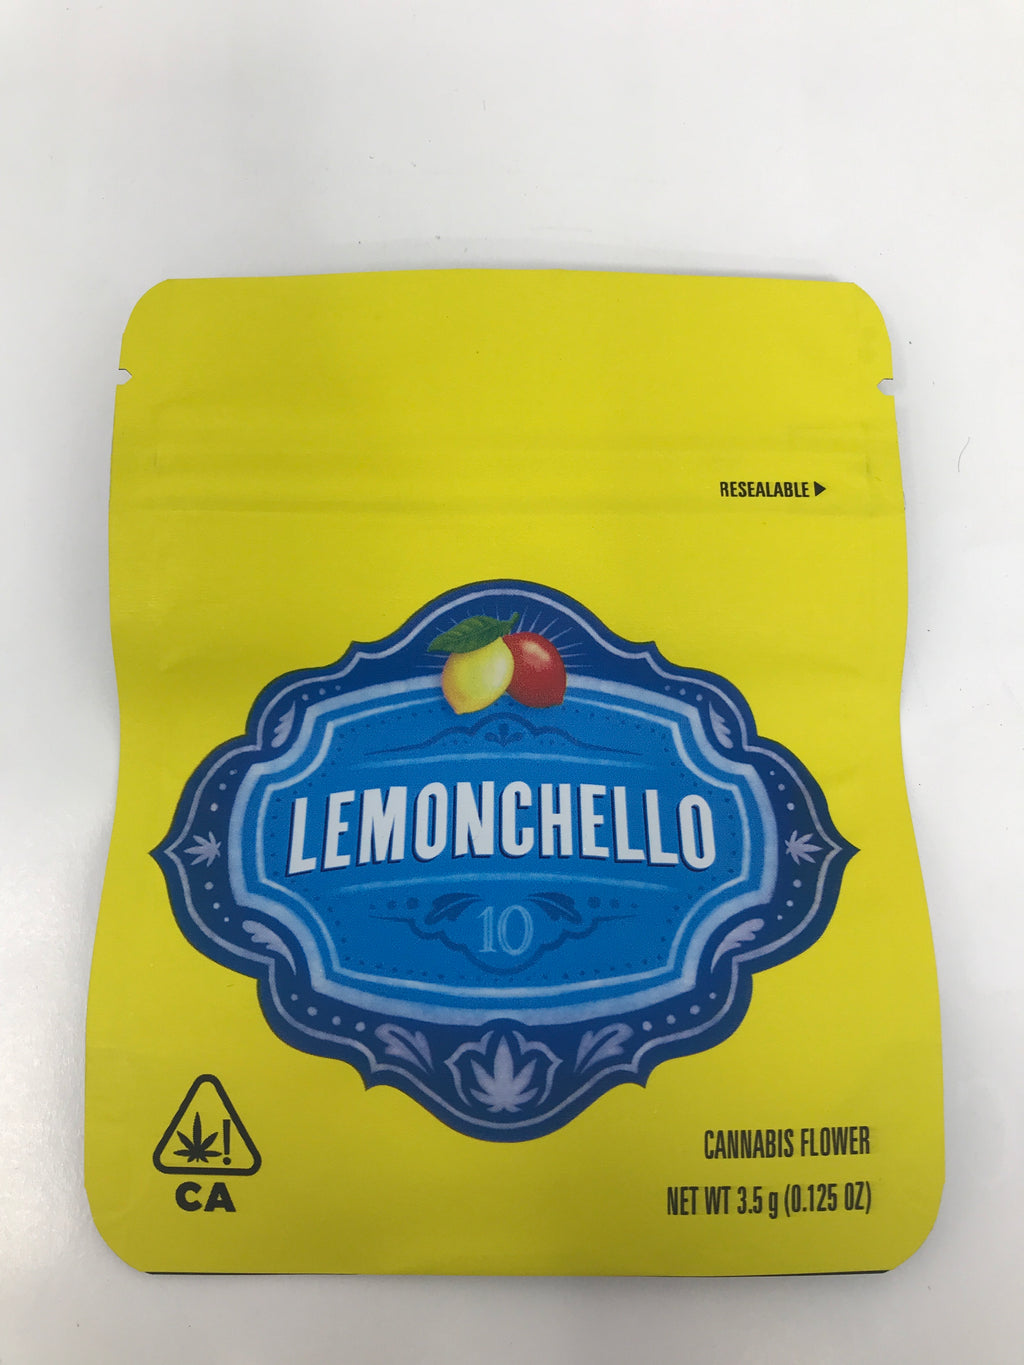 RESEALABLE
LEMONCHELLO
10
CANNABIS FLOWER
NET WT 3.5 g (0.125 OZ)
!
CA